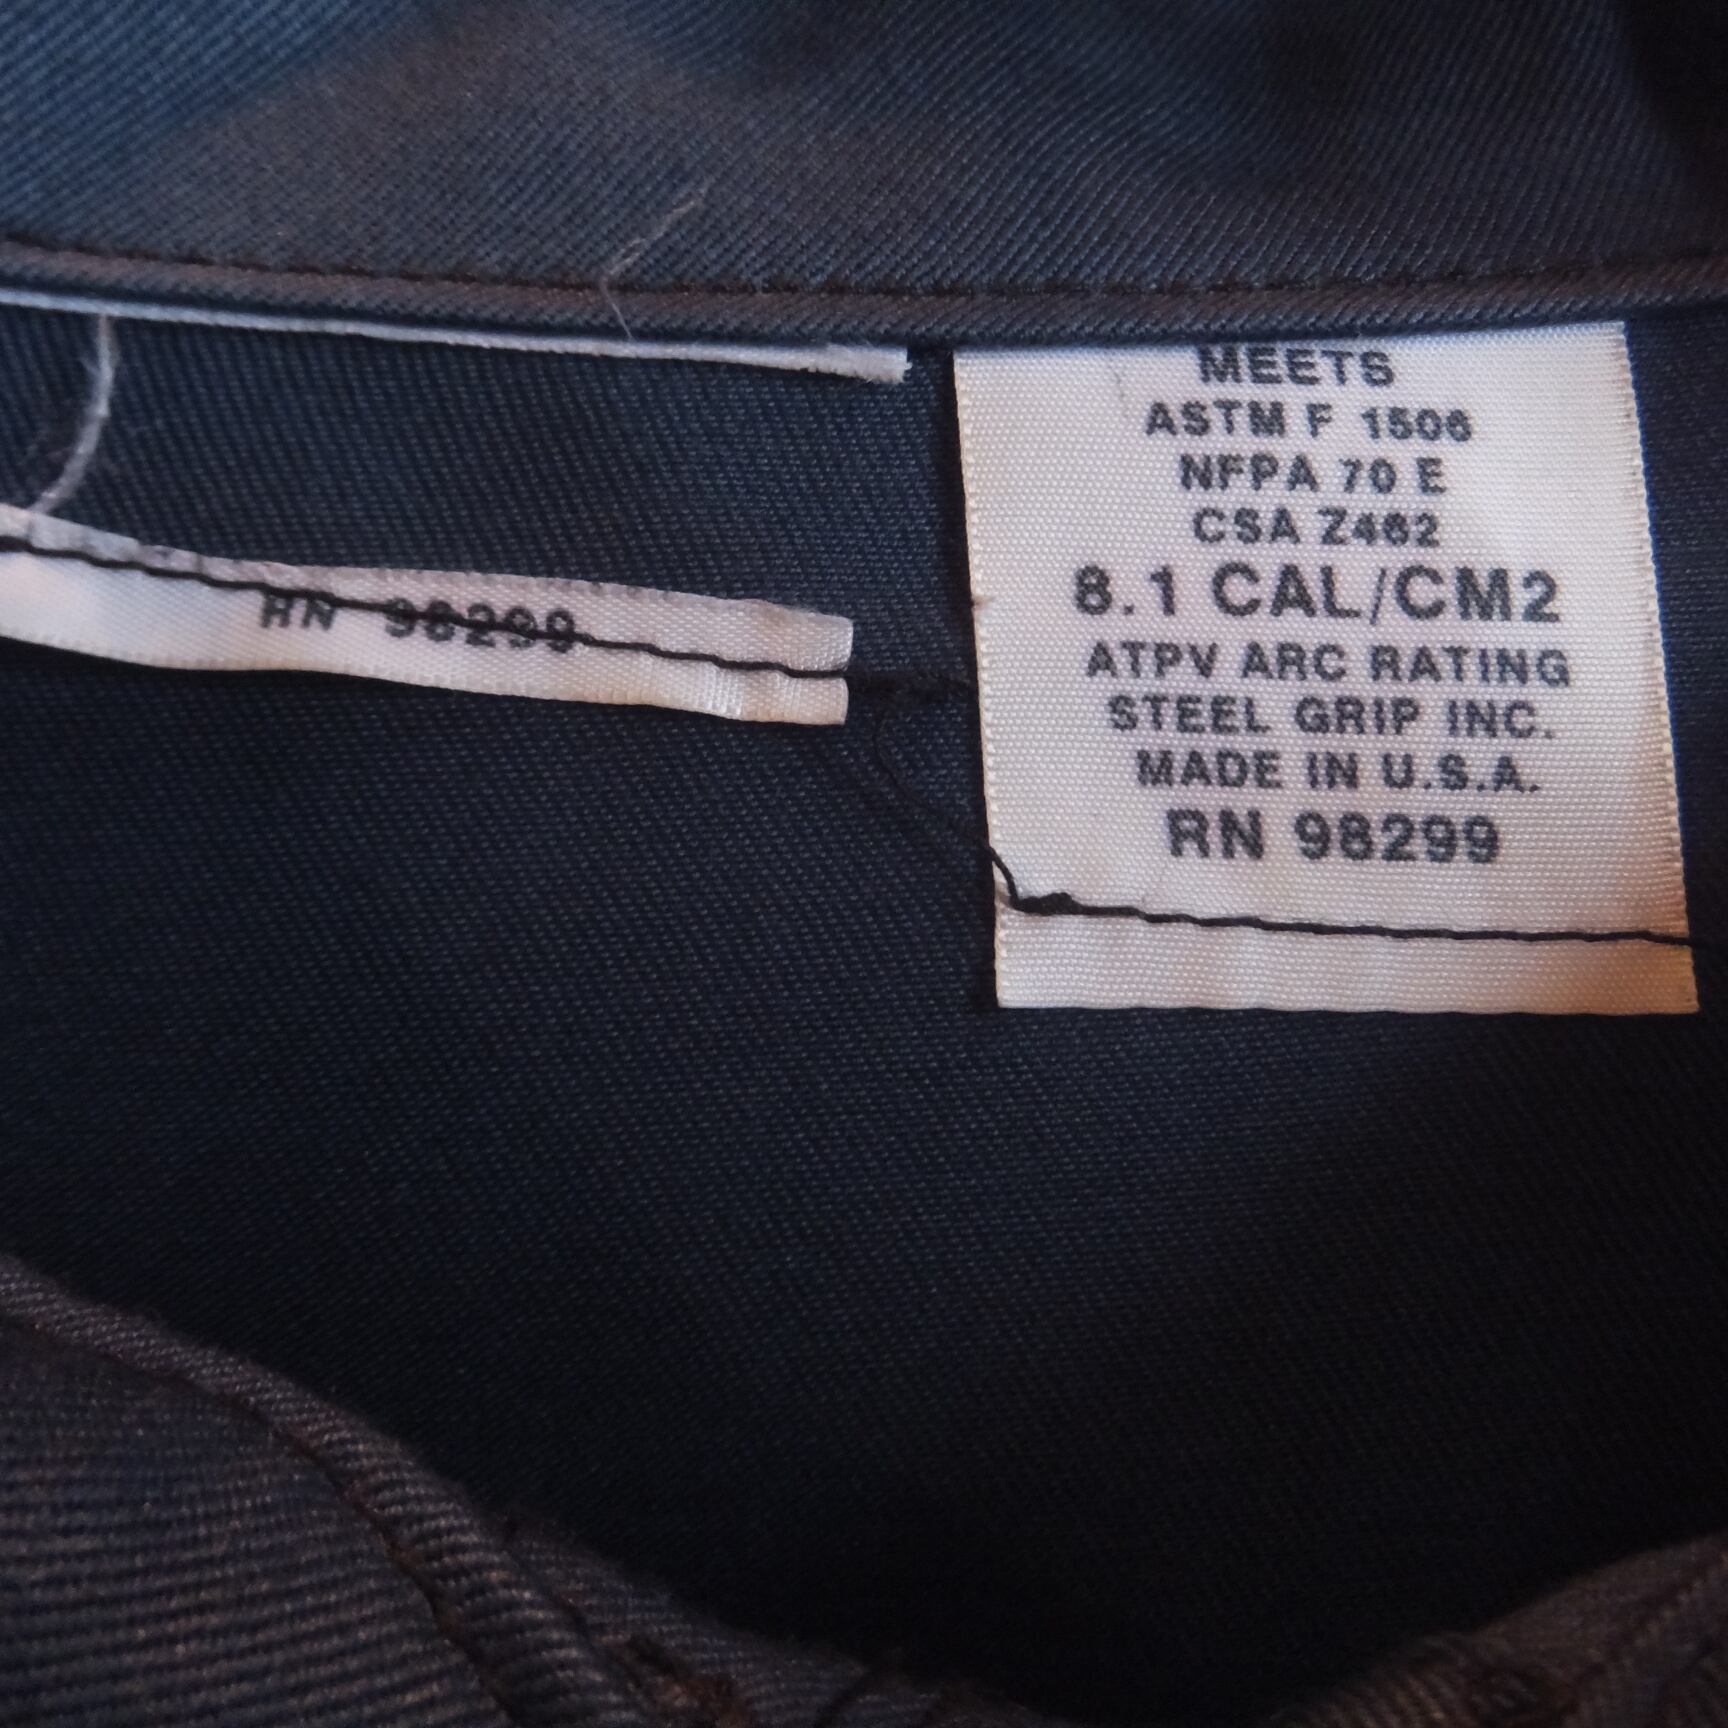 MEETS
ASTM F 1506
NFPA 70 E
CSA Z462
8.1 CAL/CM2
ATPV ARC RATING
STEEL GRIP INC.
MADE IN U.S.A.
RN 98299
RN 98299